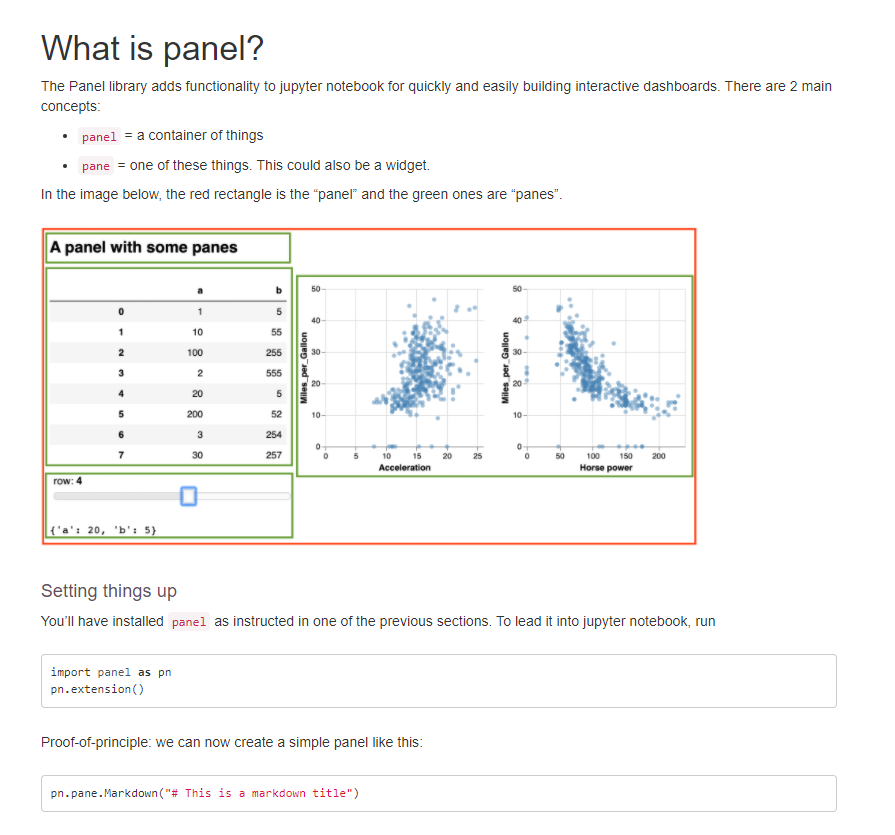 What is panel?
The Panel library adds functionality to jupyter notebook for quickly and easily building interactive dashboards. There are 2 main
concepts:
• panel = a container of things
• pane = one of these things. This could also be a widget.
In the image below, the red rectangle is the “panel” and the green ones are “panes”.
A panel with some panes
a b
0 1 5
1 10 55
2 100 255
3 2 555
4 20 5
5 200 52
6 3 254
7 30 257
row: 4
{'a': 20, 'b': 5}
50
40
30
20
10
0
Miles_per_Gallon
0 5 10 15 20 25
Acceleration
50
40
30
20
10
0
Miles_per_Gallon
0 50 100 150 200
Horse power
Setting things up
You’ll have installed panel as instructed in one of the previous sections. To lead it into jupyter notebook, run
import panel as pn
pn.extension()
Proof-of-principle: we can now create a simple panel like this:
pn.pane.Markdown("# This is a markdown title")